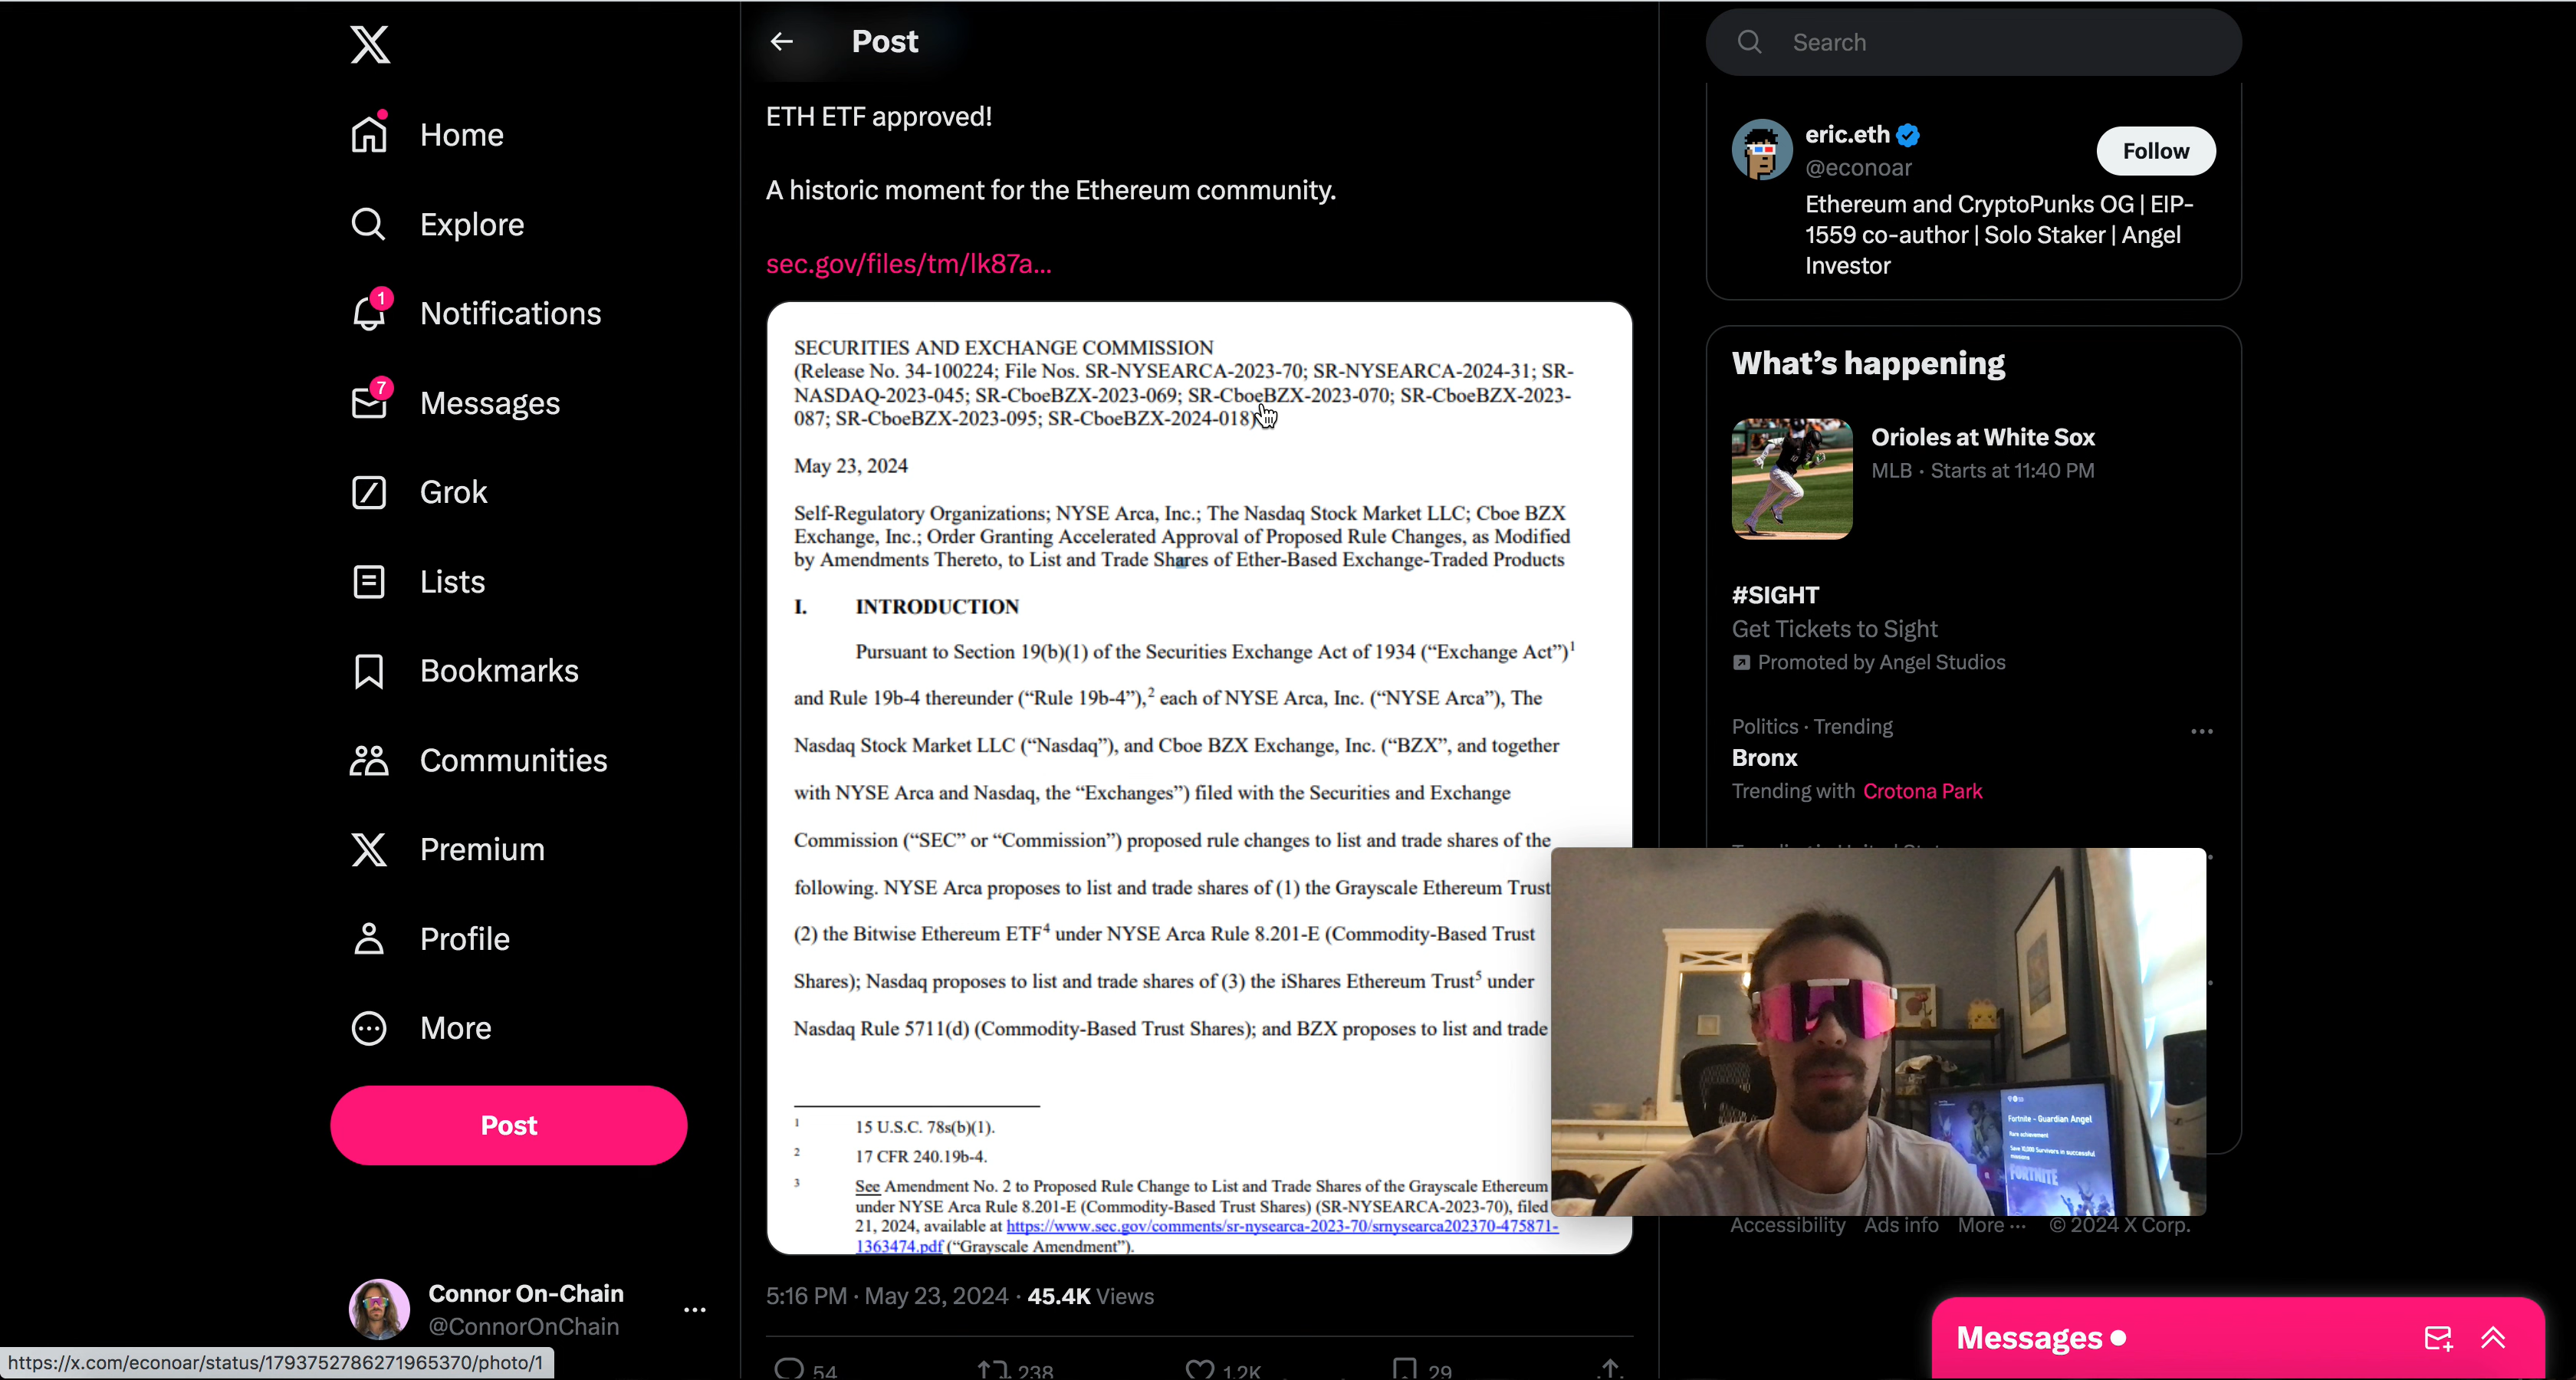 Home
Explore
1
Notifications
7
Messages
Grok
Lists
Bookmarks
Communities
Premium
Profile
More
Post
Connor On-Chain
@ConnorOnChain
https://x.com/econoar/status/1793752786271965370/photo/1
Post
ETH ETF approved!
A historic moment for the Ethereum community.
sec.gov/files/tm/lk87a...
SECURITIES AND EXCHANGE COMMISSION
(Release No. 34-100224; File Nos. SR-NYSEARCA-2023-70; SR-NYSEARCA-2024-31; SR-
NASDAQ-2023-045; SR-CboeBZX-2023-069; SR-CboeBZX-2023-070; SR-CboeBZX-2023-
087; SR-CboeBZX-2023-095; SR-CboeBZX-2024-018)
May 23, 2024
Self-Regulatory Organizations; NYSE Arca, Inc.; The Nasdaq Stock Market LLC; Cboe BZX
Exchange, Inc.; Order Granting Accelerated Approval of Proposed Rule Changes, as Modified
by Amendments Thereto, to List and Trade Shares of Ether-Based Exchange-Traded Products
I. INTRODUCTION
Pursuant to Section 19(b)(1) of the Securities Exchange Act of 1934 (“Exchange Act”)1
and Rule 19b-4 thereunder (“Rule 19b-4”),2 each of NYSE Arca, Inc. (“NYSE Arca”), The
Nasdaq Stock Market LLC (“Nasdaq”), and Cboe BZX Exchange, Inc. (“BZX”, and together
with NYSE Arca and Nasdaq, the “Exchanges”) filed with the Securities and Exchange
Commission (“SEC” or “Commission”) proposed rule changes to list and trade shares of the
following. NYSE Arca proposes to list and trade shares of (1) the Grayscale Ethereum Trust
(2) the Bitwise Ethereum ETF4 under NYSE Arca Rule 8.201-E (Commodity-Based Trust
Shares); Nasdaq proposes to list and trade shares of (3) the iShares Ethereum Trust5 under
Nasdaq Rule 5711(d) (Commodity-Based Trust Shares); and BZX proposes to list and trade
1 15 U.S.C. 78s(b)(1).
2 17 CFR 240.19b-4.
3 See Amendment No. 2 to Proposed Rule Change to List and Trade Shares of the Grayscale Ethereum
under NYSE Arca Rule 8.201-E (Commodity-Based Trust Shares) (SR-NYSEARCA-2023-70), filed
21, 2024, available at https://www.sec.gov/comments/sr-nysearca-2023-70/srnysearca202370-475871-
1363474.pdf (“Grayscale Amendment”).
5:16 PM · May 23, 2024 · 45.4K Views
54 238 1.2K 29
Search
eric.eth
@econoar
Follow
Ethereum and CryptoPunks OG | EIP-
1559 co-author | Solo Staker | Angel
Investor
What’s happening
Orioles at White Sox
MLB · Starts at 11:40 PM
#SIGHT
Get Tickets to Sight
Promoted by Angel Studios
Politics · Trending
Bronx
Trending with Crotona Park
Fortnite - Guardian Angel
Rare achievement
FORTNITE
Accessibility Ads info More ··· © 2024 X Corp.
Messages